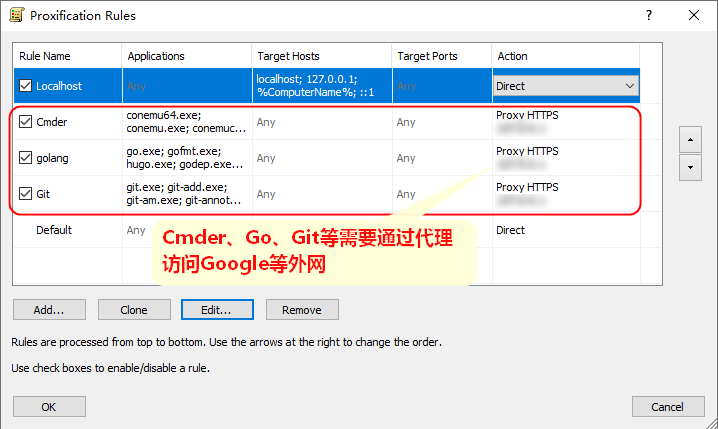 Proxification Rules
Rule Name Applications Target Hosts Target Ports Action
Localhost Any localhost; 127.0.0.1; %ComputerName%; ::1 Any Direct
Cmder conemu64.exe; conemu.exe; conemuc... Any Any Proxy HTTPS
golang go.exe; gofmt.exe; hugo.exe; godep.exe... Any Any Proxy HTTPS
Git git.exe; git-add.exe; git-am.exe; git-annot... Any Any Proxy HTTPS
Default Any Direct
Cmder、Go、Git等需要通过代理
访问Google等外网
Add... Clone Edit... Remove
Rules are processed from top to bottom. Use the arrows at the right to change the order.
Use check boxes to enable/disable a rule.
OK Cancel